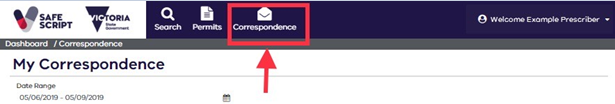 SAFE
SCRIPT
VICTORIA
State
Government
Search
Permits
Correspondence
Welcome Example Prescriber
Dashboard / Correspondence
My Correspondence
Date Range
05/06/2019 - 05/09/2019